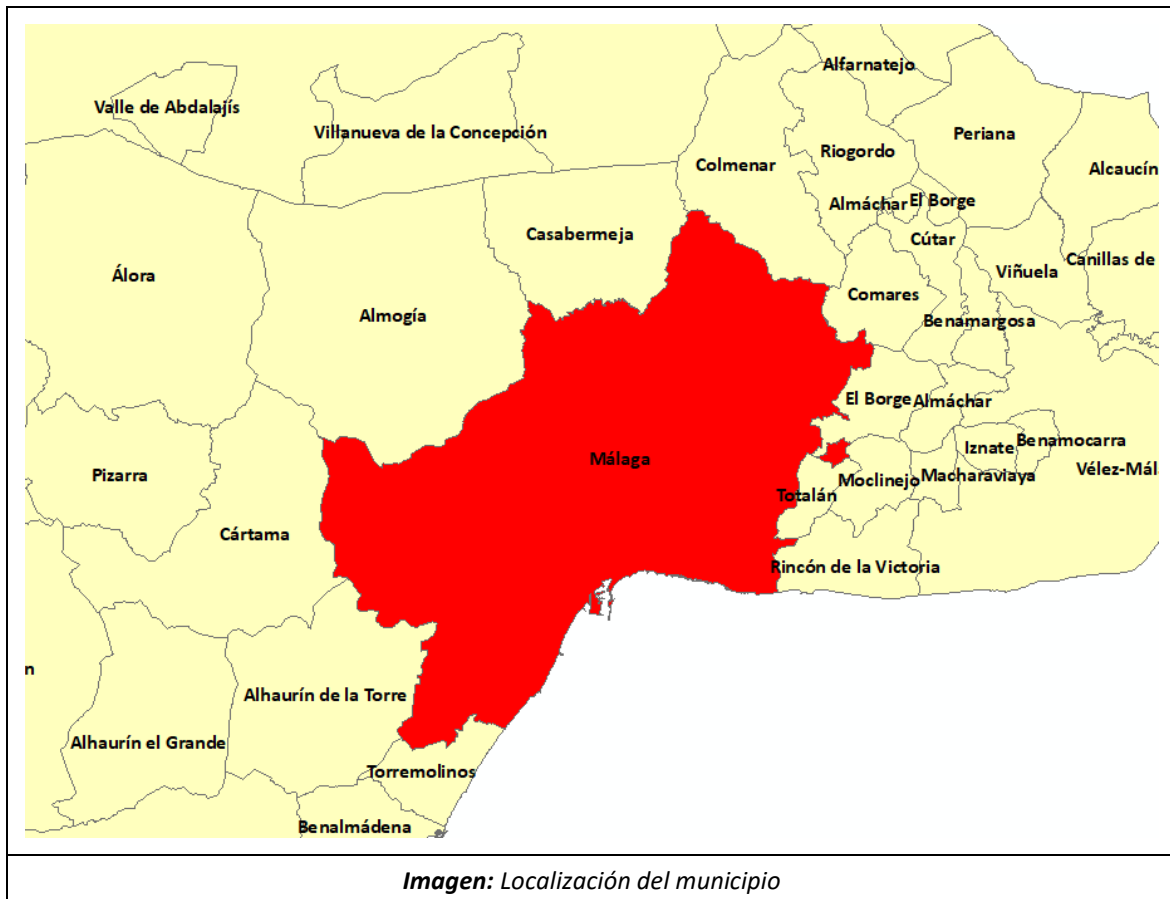 Alfarnatejo
Valle de Abdalajís
Villanueva de la Concepción
Periana
Colmenar
Riogordo
Alcaucín
Almáchar
El Borge
Casabermeja
Cútar
Canillas de
Viñuela
Álora
Comares
Almogía
Benamargosa
El Borge
Almáchar
Benamocarra
Iznate
Málaga
Pizarra
Moclinejo
Macharaviaya
Vélez-Mála
Totalán
Cártama
Rincón de la Victoria
n
Alhaurín de la Torre
Alhaurín el Grande
Torremolinos
Benalmádena
Imagen: Localización del municipio